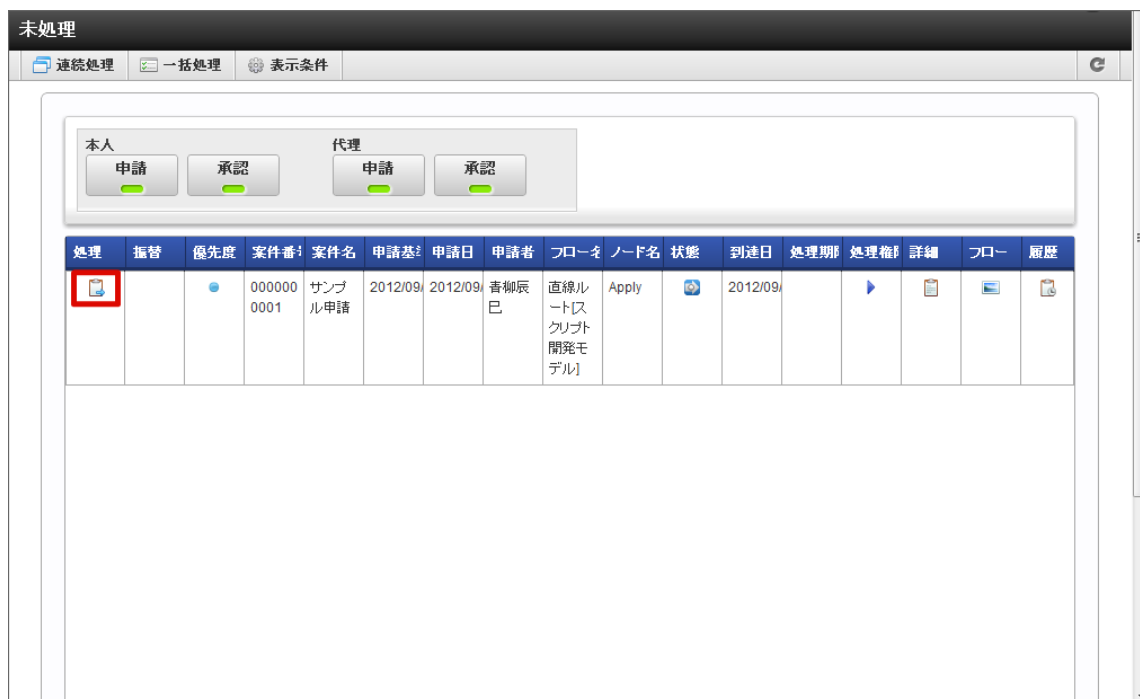 未処理
連続処理 一括処理 表示条件
本人 代理
申請 承認 申請 承認
処理 振替 優先度 案件番 案件名 申請基 申請日 申請者 フロー名 ノード名 状態 到達日 処理期 処理権 詳細 フロー 履歴
000000 サンプ 2012/09/ 2012/09/ 青柳辰 直線ル Apply 2012/09/
0001 ル申請 巳 ート[ス
クリプト
開発モ
デル]